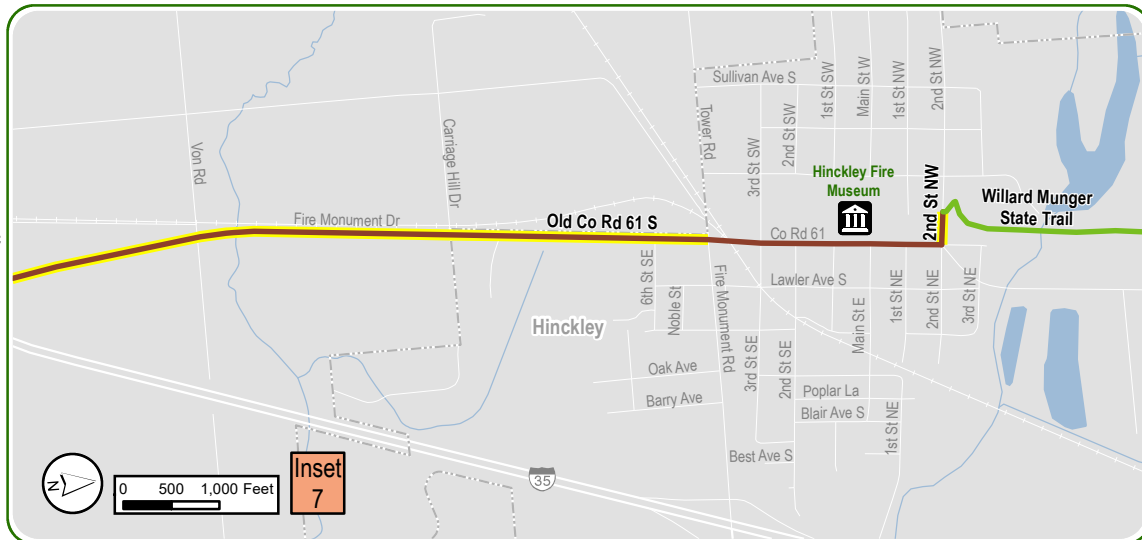 Sullivan Ave S
1st St SW
Main St W
1st St NW
2nd St NW
Von Rd
Carriage Hill Dr
Tower Rd
3rd St SW
2nd St SW
Hinckley Fire
Museum
2nd St NW
Willard Munger
State Trail
Fire Monument Dr
Old Co Rd 61 S
Co Rd 61
6th St SE
Noble St
Fire Monument Rd
Lawler Ave S
Main St E
1st St NE
2nd St NE
3rd St NE
Hinckley
3rd St SE
2nd St SE
Oak Ave
Barry Ave
Poplar La
Blair Ave S
1st St NE
Best Ave S
N
0 500 1,000 Feet
Inset
7
35